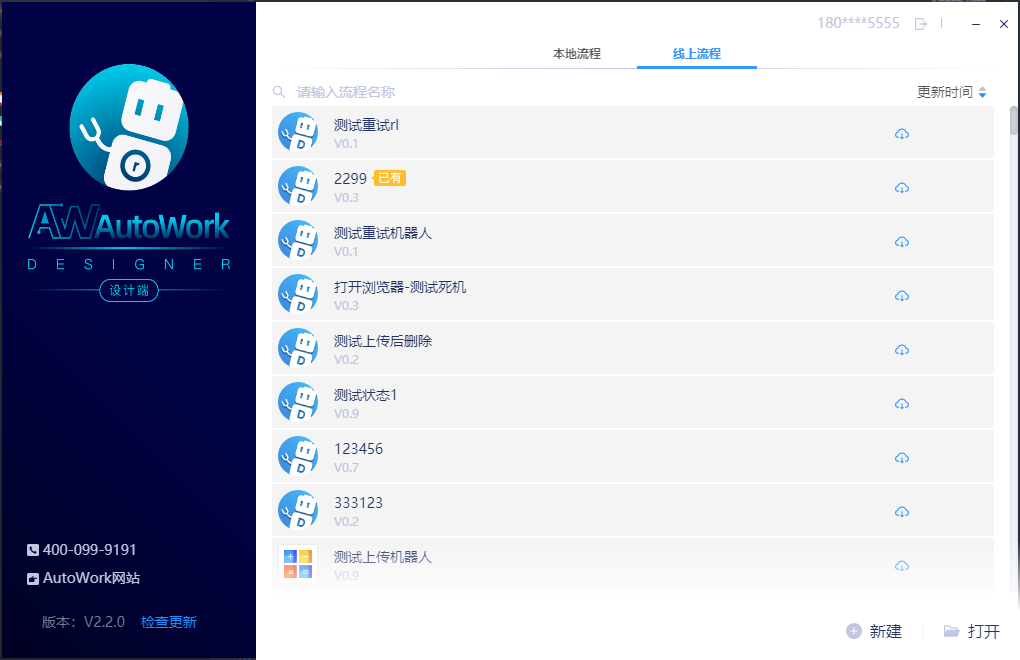 180****5555
本地流程
线上流程
请输入流程名称
更新时间
测试重试rl
V0.1
2299 已有
V0.3
测试重试机器人
V0.1
打开浏览器-测试死机
V0.3
测试上传后删除
V0.2
测试状态1
V0.9
123456
V0.7
333123
V0.2
测试上传机器人
V0.9
新建
打开
r
AW AutoWork
DESIGNER
设计端
400-099-9191
AutoWork网站
版本：V2.2.0 检查更新